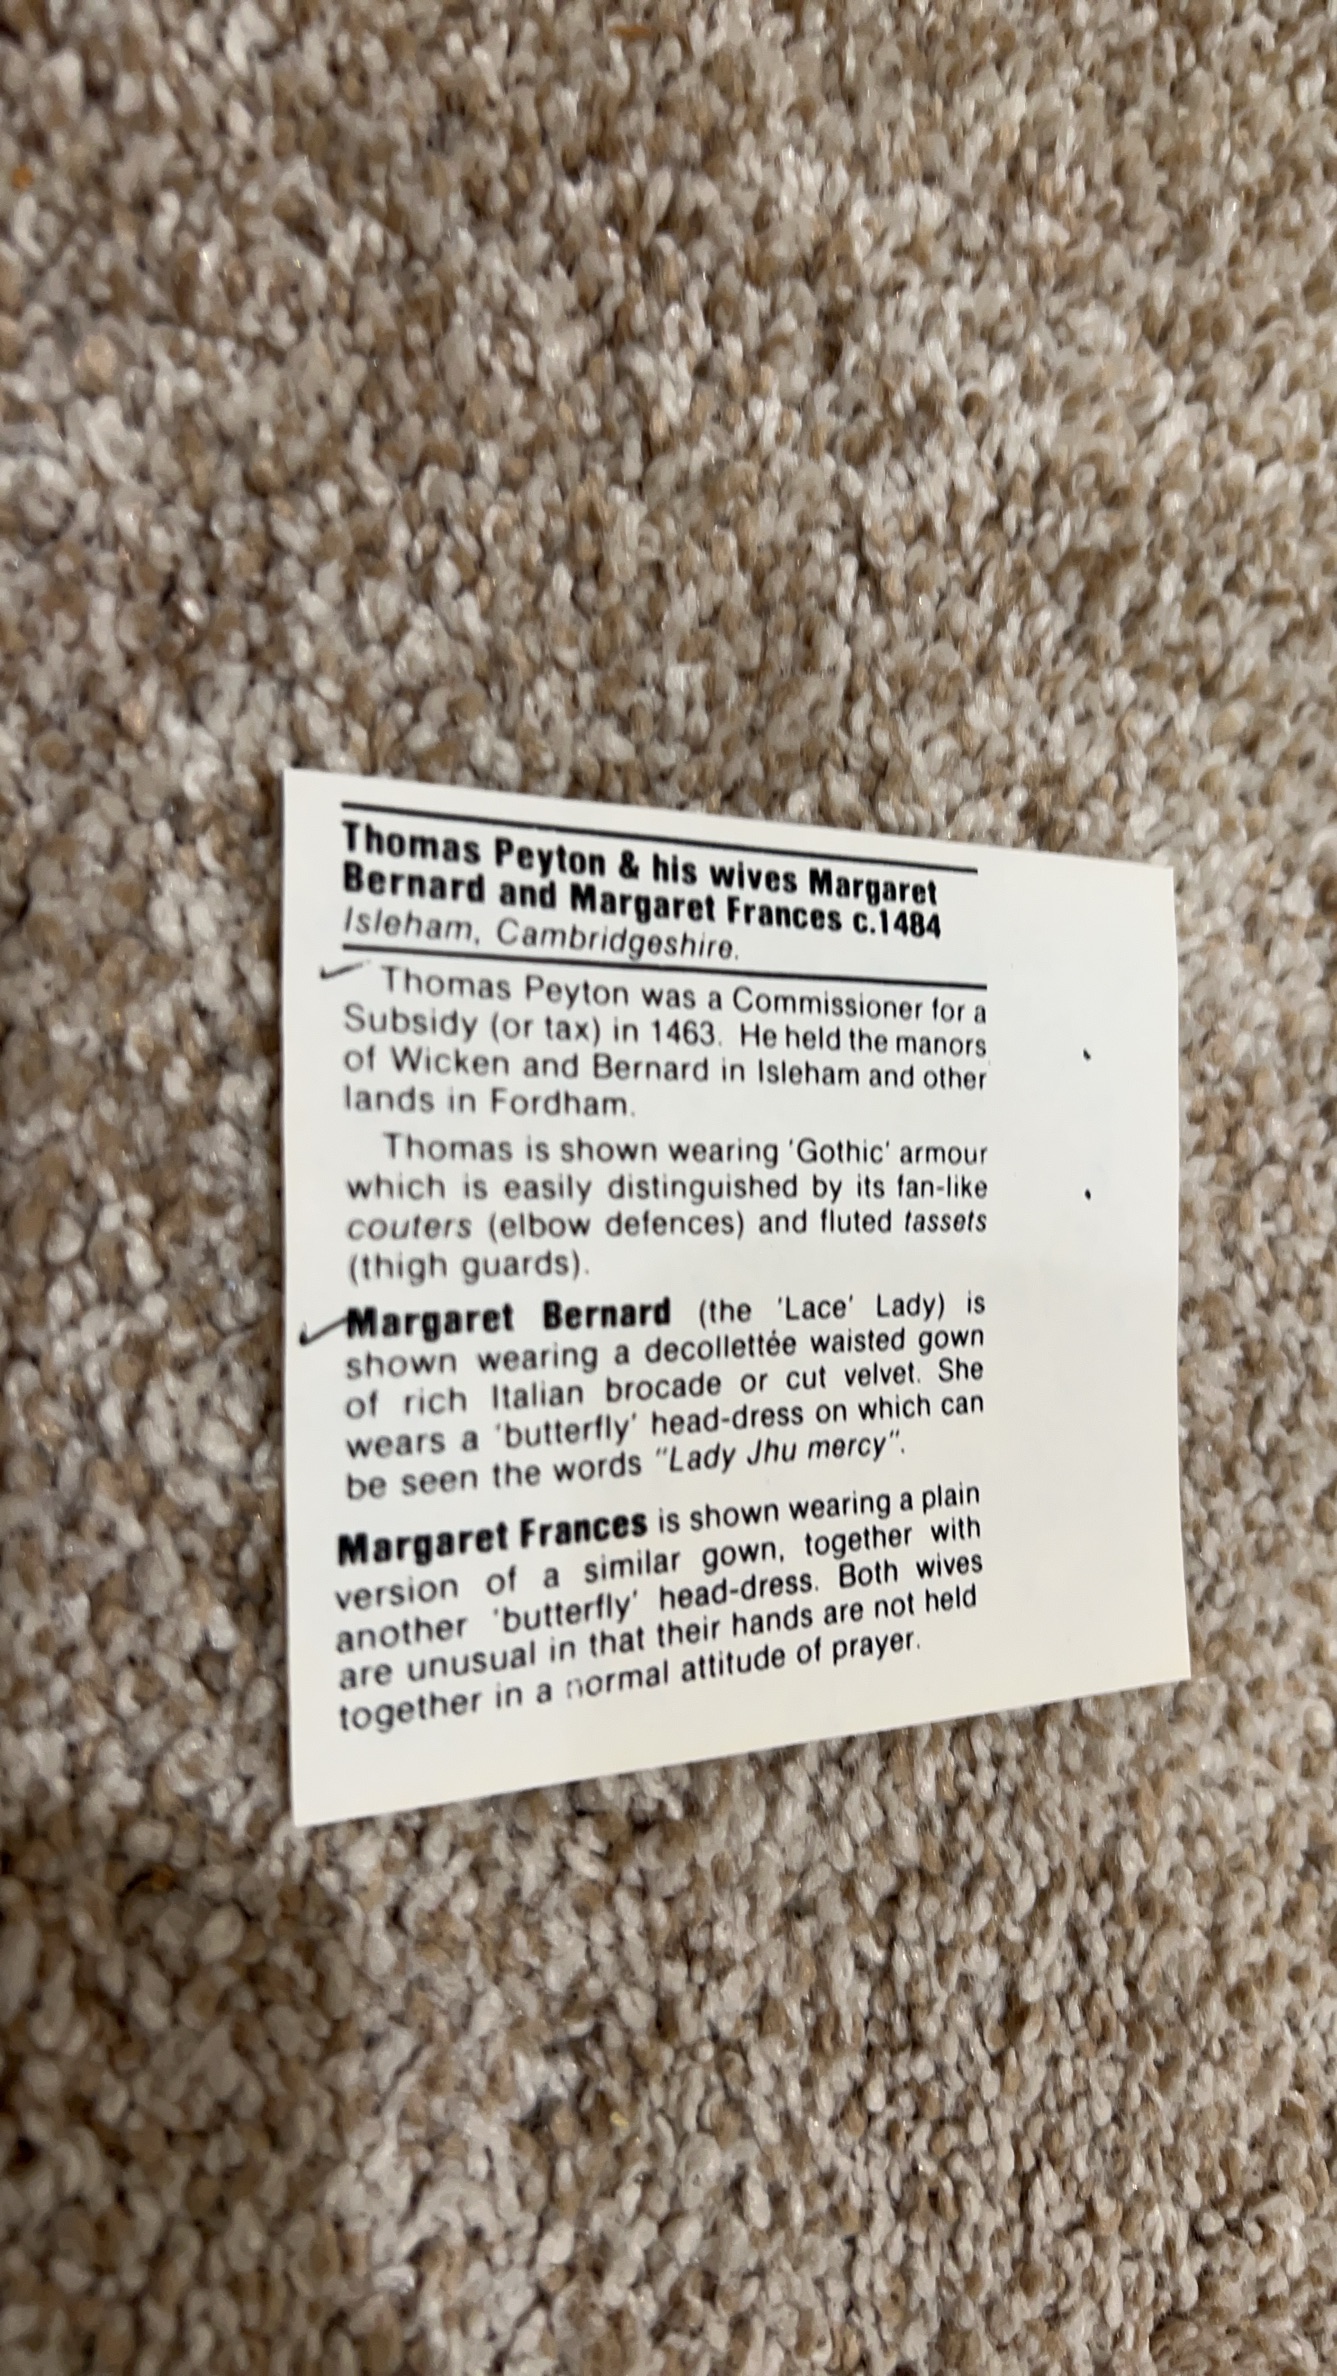 Thomas Peyton & his wives Margaret
Bernard and Margaret Frances c.1484
Isleham, Cambridgeshire.
Thomas Peyton was a Commissioner for a
Subsidy (or tax) in 1463. He held the manors
of Wicken and Bernard in Isleham and other
lands in Fordham.
Thomas is shown wearing 'Gothic' armour
which is easily distinguished by its fan-like
couters (elbow defences) and fluted tassets
(thigh guards).
Margaret Bernard (the 'Lace' Lady) is
shown wearing a decollettée waisted gown
of rich Italian brocade or cut velvet. She
wears a 'butterfly' head-dress on which can
be seen the words "Lady Jhu mercy".
Margaret Frances is shown wearing a plain
version of a similar gown, together with
another 'butterfly' head-dress. Both wives
are unusual in that their hands are not held
together in a normal attitude of prayer.